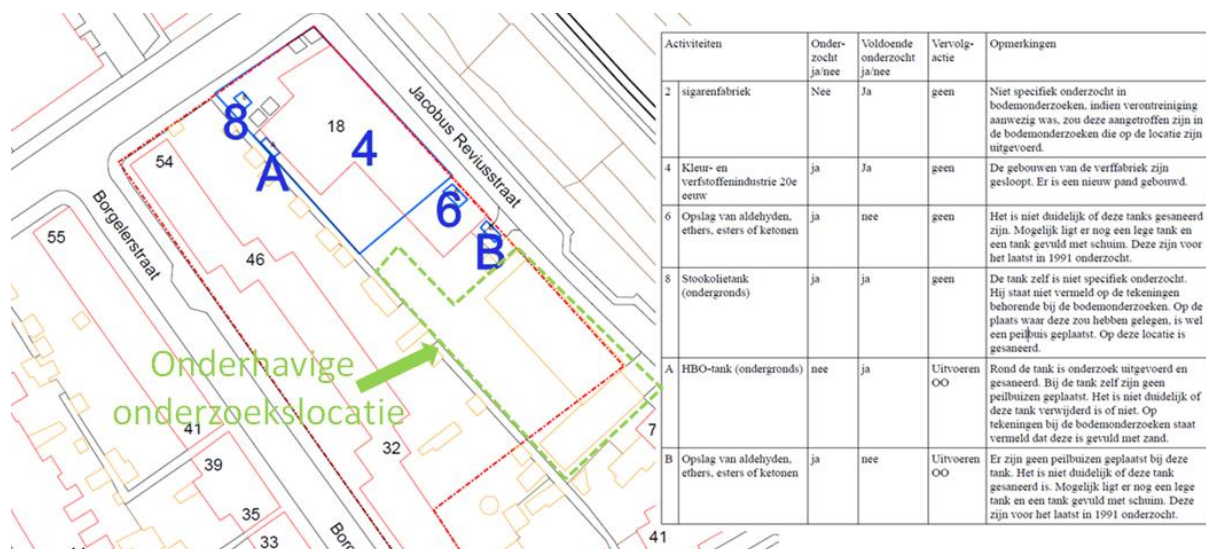 54
55
46
41
39
35
33
32
18
7
41
8
A
4
6
B
Jacobus Reviusstraat
Borgelerstraat
Onderhavige
onderzoekslocatie
Activiteiten Onder-zocht ja/nee Voldoende onderzocht ja/nee Vervolg-actie Opmerkingen
2 sigarenfabriek Nee Ja geen Niet specifiek onderzocht in
bodemonderzoeken, indien verontreiniging
aanwezig was, zou deze aangetroffen zijn in
de bodemonderzoeken die op de locatie zijn
uitgevoerd.
4 Kleur- en verfstoffenindustrie 20e eeuw ja Ja geen De gebouwen van de verffabriek zijn
gesloopt. Er is een nieuw pand gebouwd.
6 Opslag van aldehyden, ethers, esters of ketonen ja nee geen Het is niet duidelijk of deze tanks gesaneerd
zijn. Mogelijk ligt er nog een lege tank en
een tank gevuld met schuim. Deze zijn voor
het laatst in 1991 onderzocht.
8 Stookolietank (ondergronds) ja ja geen De tank zelf is niet specifiek onderzocht.
Hij staat niet vermeld op de tekeningen
behorende bij de bodemonderzoeken. Op de
plaats waar deze zou hebben gelegen, is wel
een peilbuis geplaatst. Op deze locatie is
gesaneerd.
A HBO-tank (ondergronds) nee ja Uitvoeren OO Rond de tank is onderzoek uitgevoerd en
gesaneerd. Bij de tank zelf zijn geen
peilbuizen geplaatst. Het is niet duidelijk of
deze tank verwijderd is of niet. Op
tekeningen bij de bodemonderzoeken staat
vermeld dat deze is gevuld met zand.
B Opslag van aldehyden, ethers, esters of ketonen ja nee Uitvoeren OO Er zijn geen peilbuizen geplaatst bij deze
tank. Het is niet duidelijk of deze tank
gesaneerd is. Mogelijk ligt er nog een lege
tank en een tank gevuld met schuim. Deze
zijn voor het laatst in 1991 onderzocht.